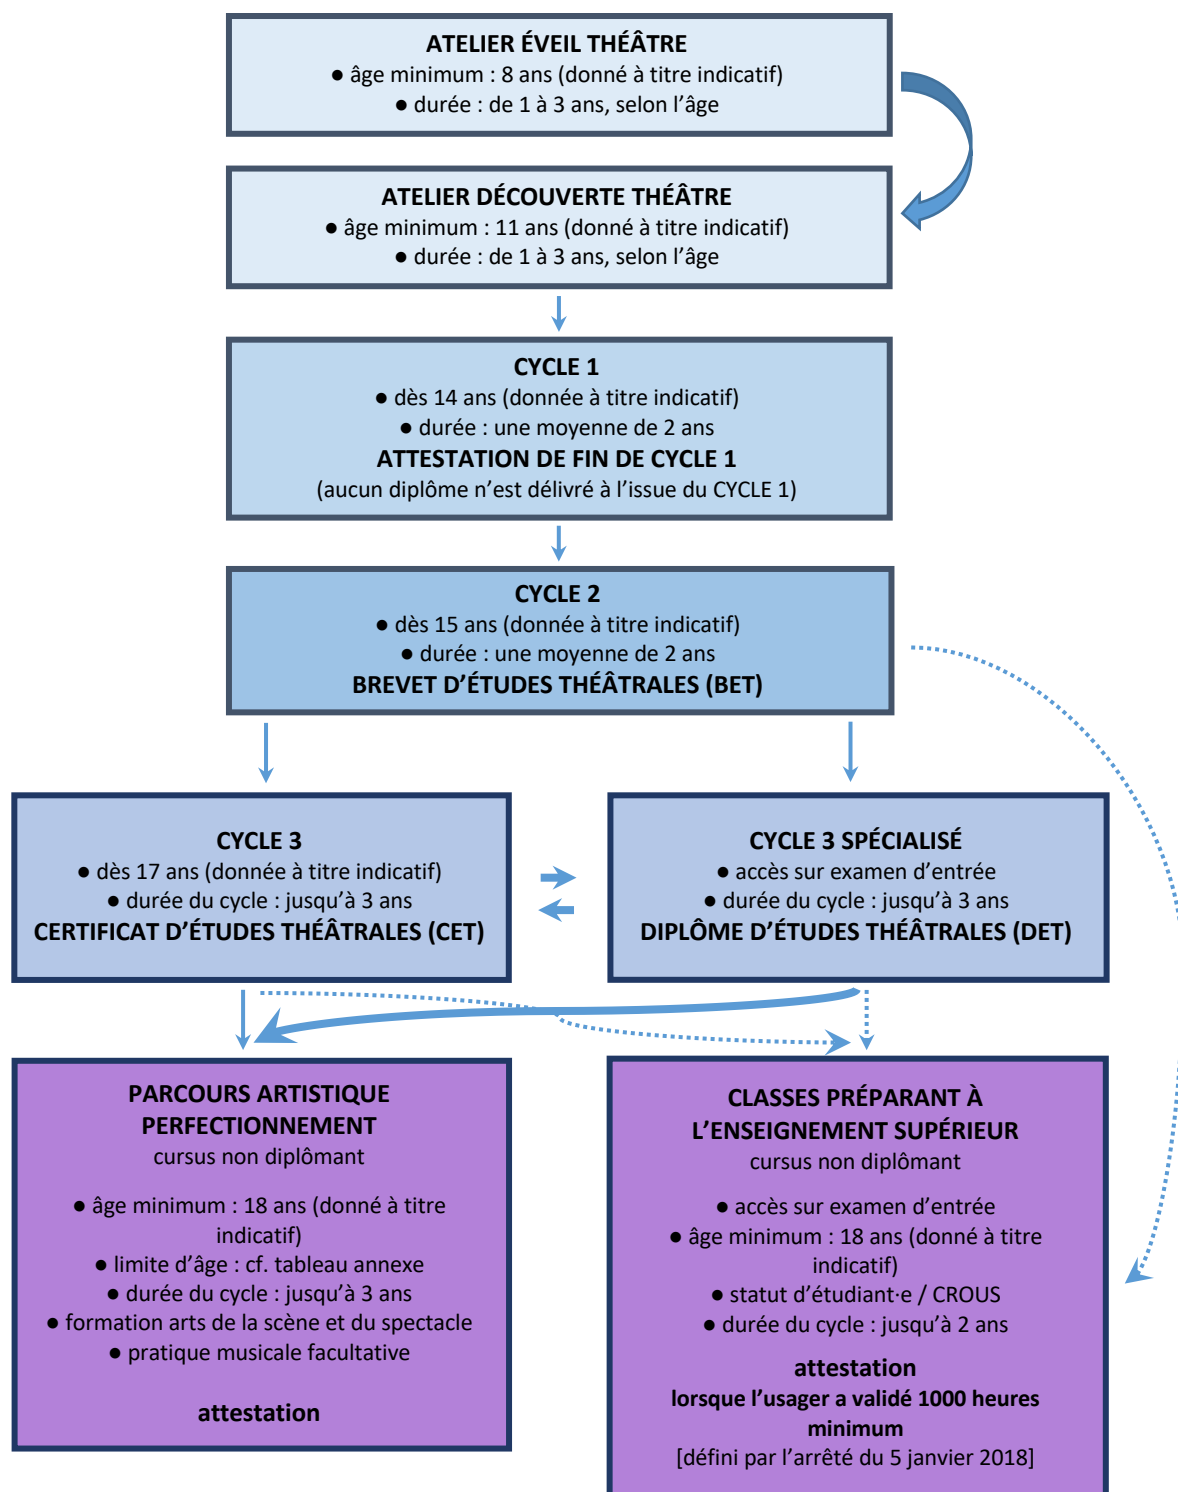 ATELIER ÉVEIL THÉÂTRE
● âge minimum : 8 ans (donné à titre indicatif)
● durée : de 1 à 3 ans, selon l’âge
ATELIER DÉCOUVERTE THÉÂTRE
● âge minimum : 11 ans (donné à titre indicatif)
● durée : de 1 à 3 ans, selon l’âge
CYCLE 1
● dès 14 ans (donnée à titre indicatif)
● durée : une moyenne de 2 ans
ATTESTATION DE FIN DE CYCLE 1
(aucun diplôme n’est délivré à l’issue du CYCLE 1)
CYCLE 2
● dès 15 ans (donnée à titre indicatif)
● durée : une moyenne de 2 ans
BREVET D’ÉTUDES THÉÂTRALES (BET)
CYCLE 3
● dès 17 ans (donnée à titre indicatif)
● durée du cycle : jusqu’à 3 ans
CERTIFICAT D’ÉTUDES THÉÂTRALES (CET)
CYCLE 3 SPÉCIALISÉ
● accès sur examen d’entrée
● durée du cycle : jusqu’à 3 ans
DIPLÔME D’ÉTUDES THÉÂTRALES (DET)
PARCOURS ARTISTIQUE
PERFECTIONNEMENT
cursus non diplômant
● âge minimum : 18 ans (donné à titre
indicatif)
● limite d’âge : cf. tableau annexe
● durée du cycle : jusqu’à 3 ans
● formation arts de la scène et du spectacle
● pratique musicale facultative
attestation
CLASSES PRÉPARANT À
L’ENSEIGNEMENT SUPÉRIEUR
cursus non diplômant
● accès sur examen d’entrée
● âge minimum : 18 ans (donné à titre
indicatif)
● statut d’étudiant·e / CROUS
● durée du cycle : jusqu’à 2 ans
attestation
lorsque l’usager a validé 1000 heures
minimum
[défini par l’arrêté du 5 janvier 2018]